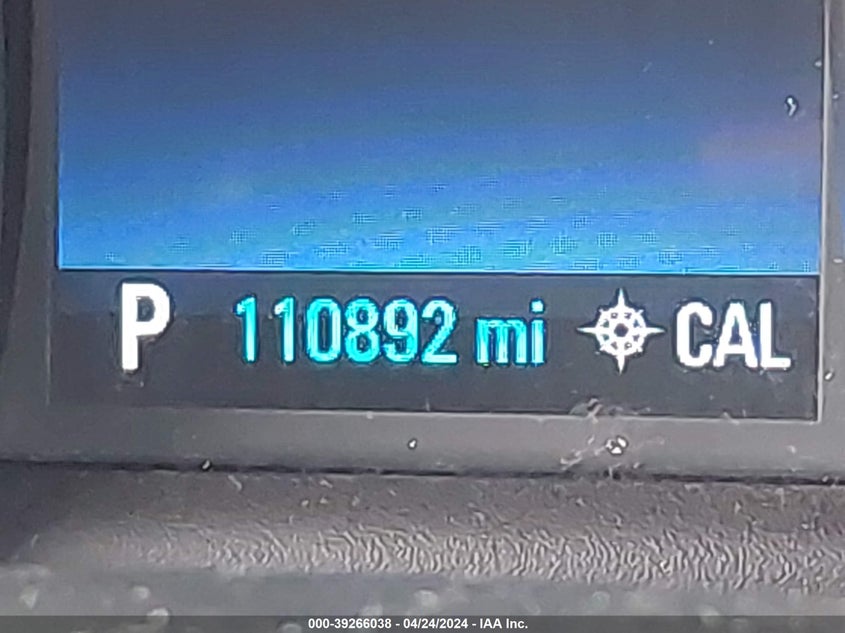 P 110892 mi CAL
000-39266038 - 04/24/2024 - IAA Inc.